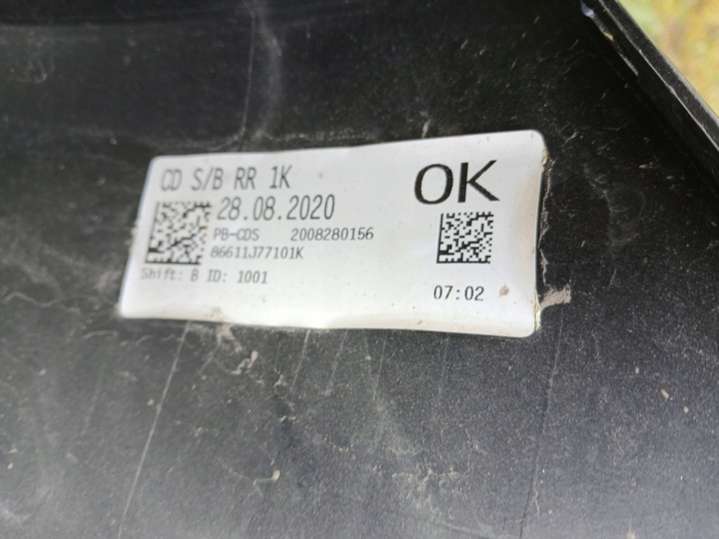 CD S/B RR 1K
OK
28.08.2020
PB-CDS 2008280156
86611J77101K
Shift: B ID: 1001
07:02